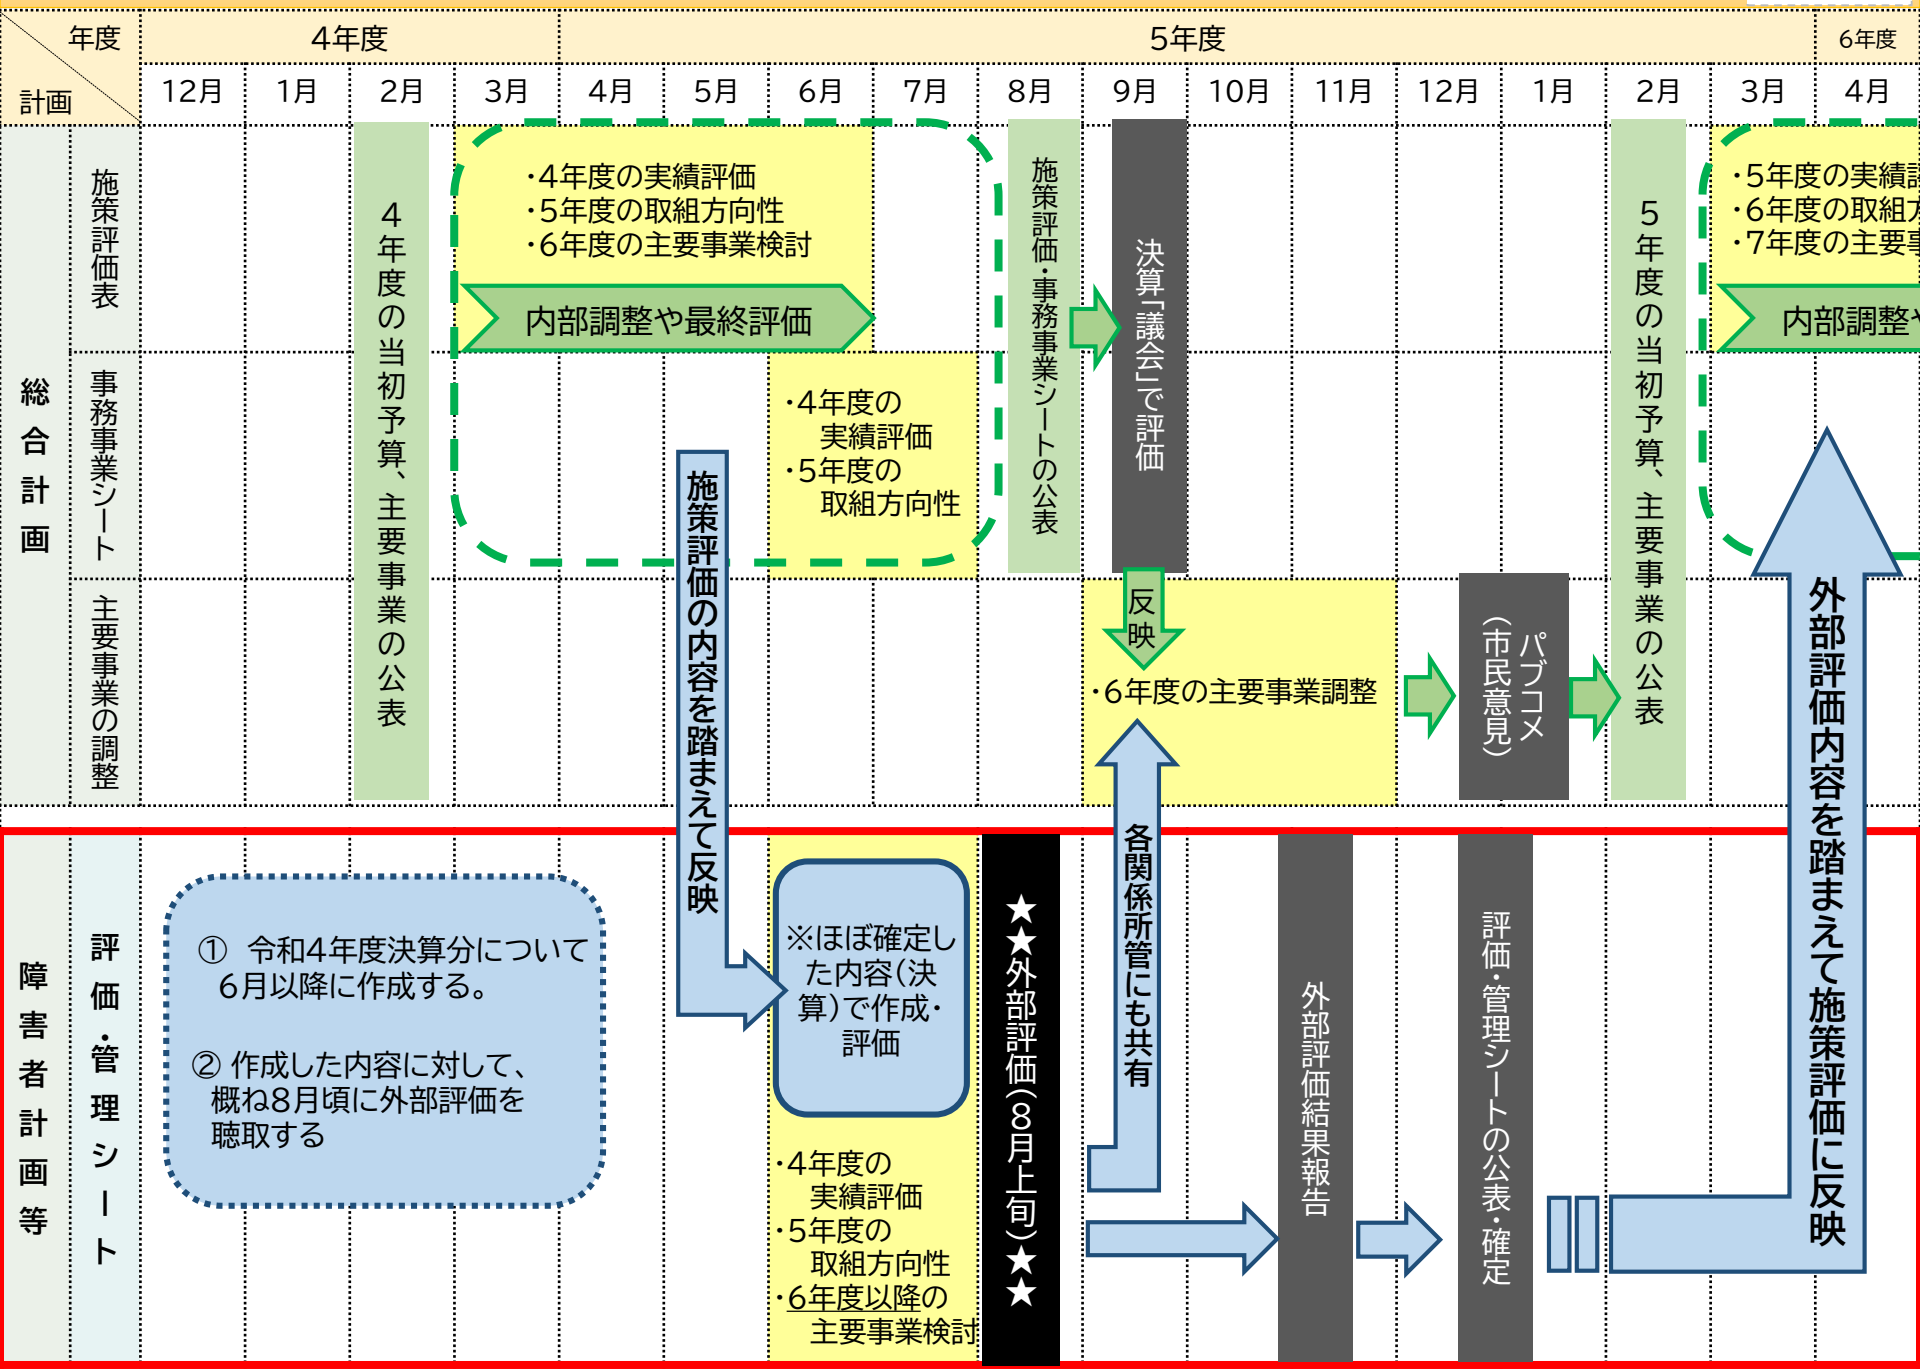 年度
計画
4年度
5年度
6年度
12月
1月
2月
3月
4月
5月
6月
7月
8月
9月
10月
11月
12月
1月
2月
3月
4月
総合計画
施策評価表
事務事業シート
主要事業の調整
4年度の当初予算、主要事業の公表
・4年度の実績評価
・5年度の取組方向性
・6年度の主要事業検討
内部調整や最終評価
・4年度の
実績評価
・5年度の
取組方向性
施策評価・事務事業シートの公表
決算「議会」で評価
反
映
・6年度の主要事業調整
パブコメ
（市民意見）
5年度の当初予算、主要事業の公表
・5年度の実績
・6年度の取組
・7年度の主要
内部調整
施策評価の内容を踏まえて反映
各関係所管にも共有
外部評価内容を踏まえて施策評価に反映
障害者計画等
評価・管理シート
① 令和4年度決算分について
6月以降に作成する。
② 作成した内容に対して、
概ね8月頃に外部評価を
聴取する
※ほぼ確定し
た内容(決
算)で作成・
評価
・4年度の
実績評価
・5年度の
取組方向性
・6年度以降の
主要事業検討
★★外部評価(8月上旬)★★
外部評価結果報告
評価・管理シートの公表・確定